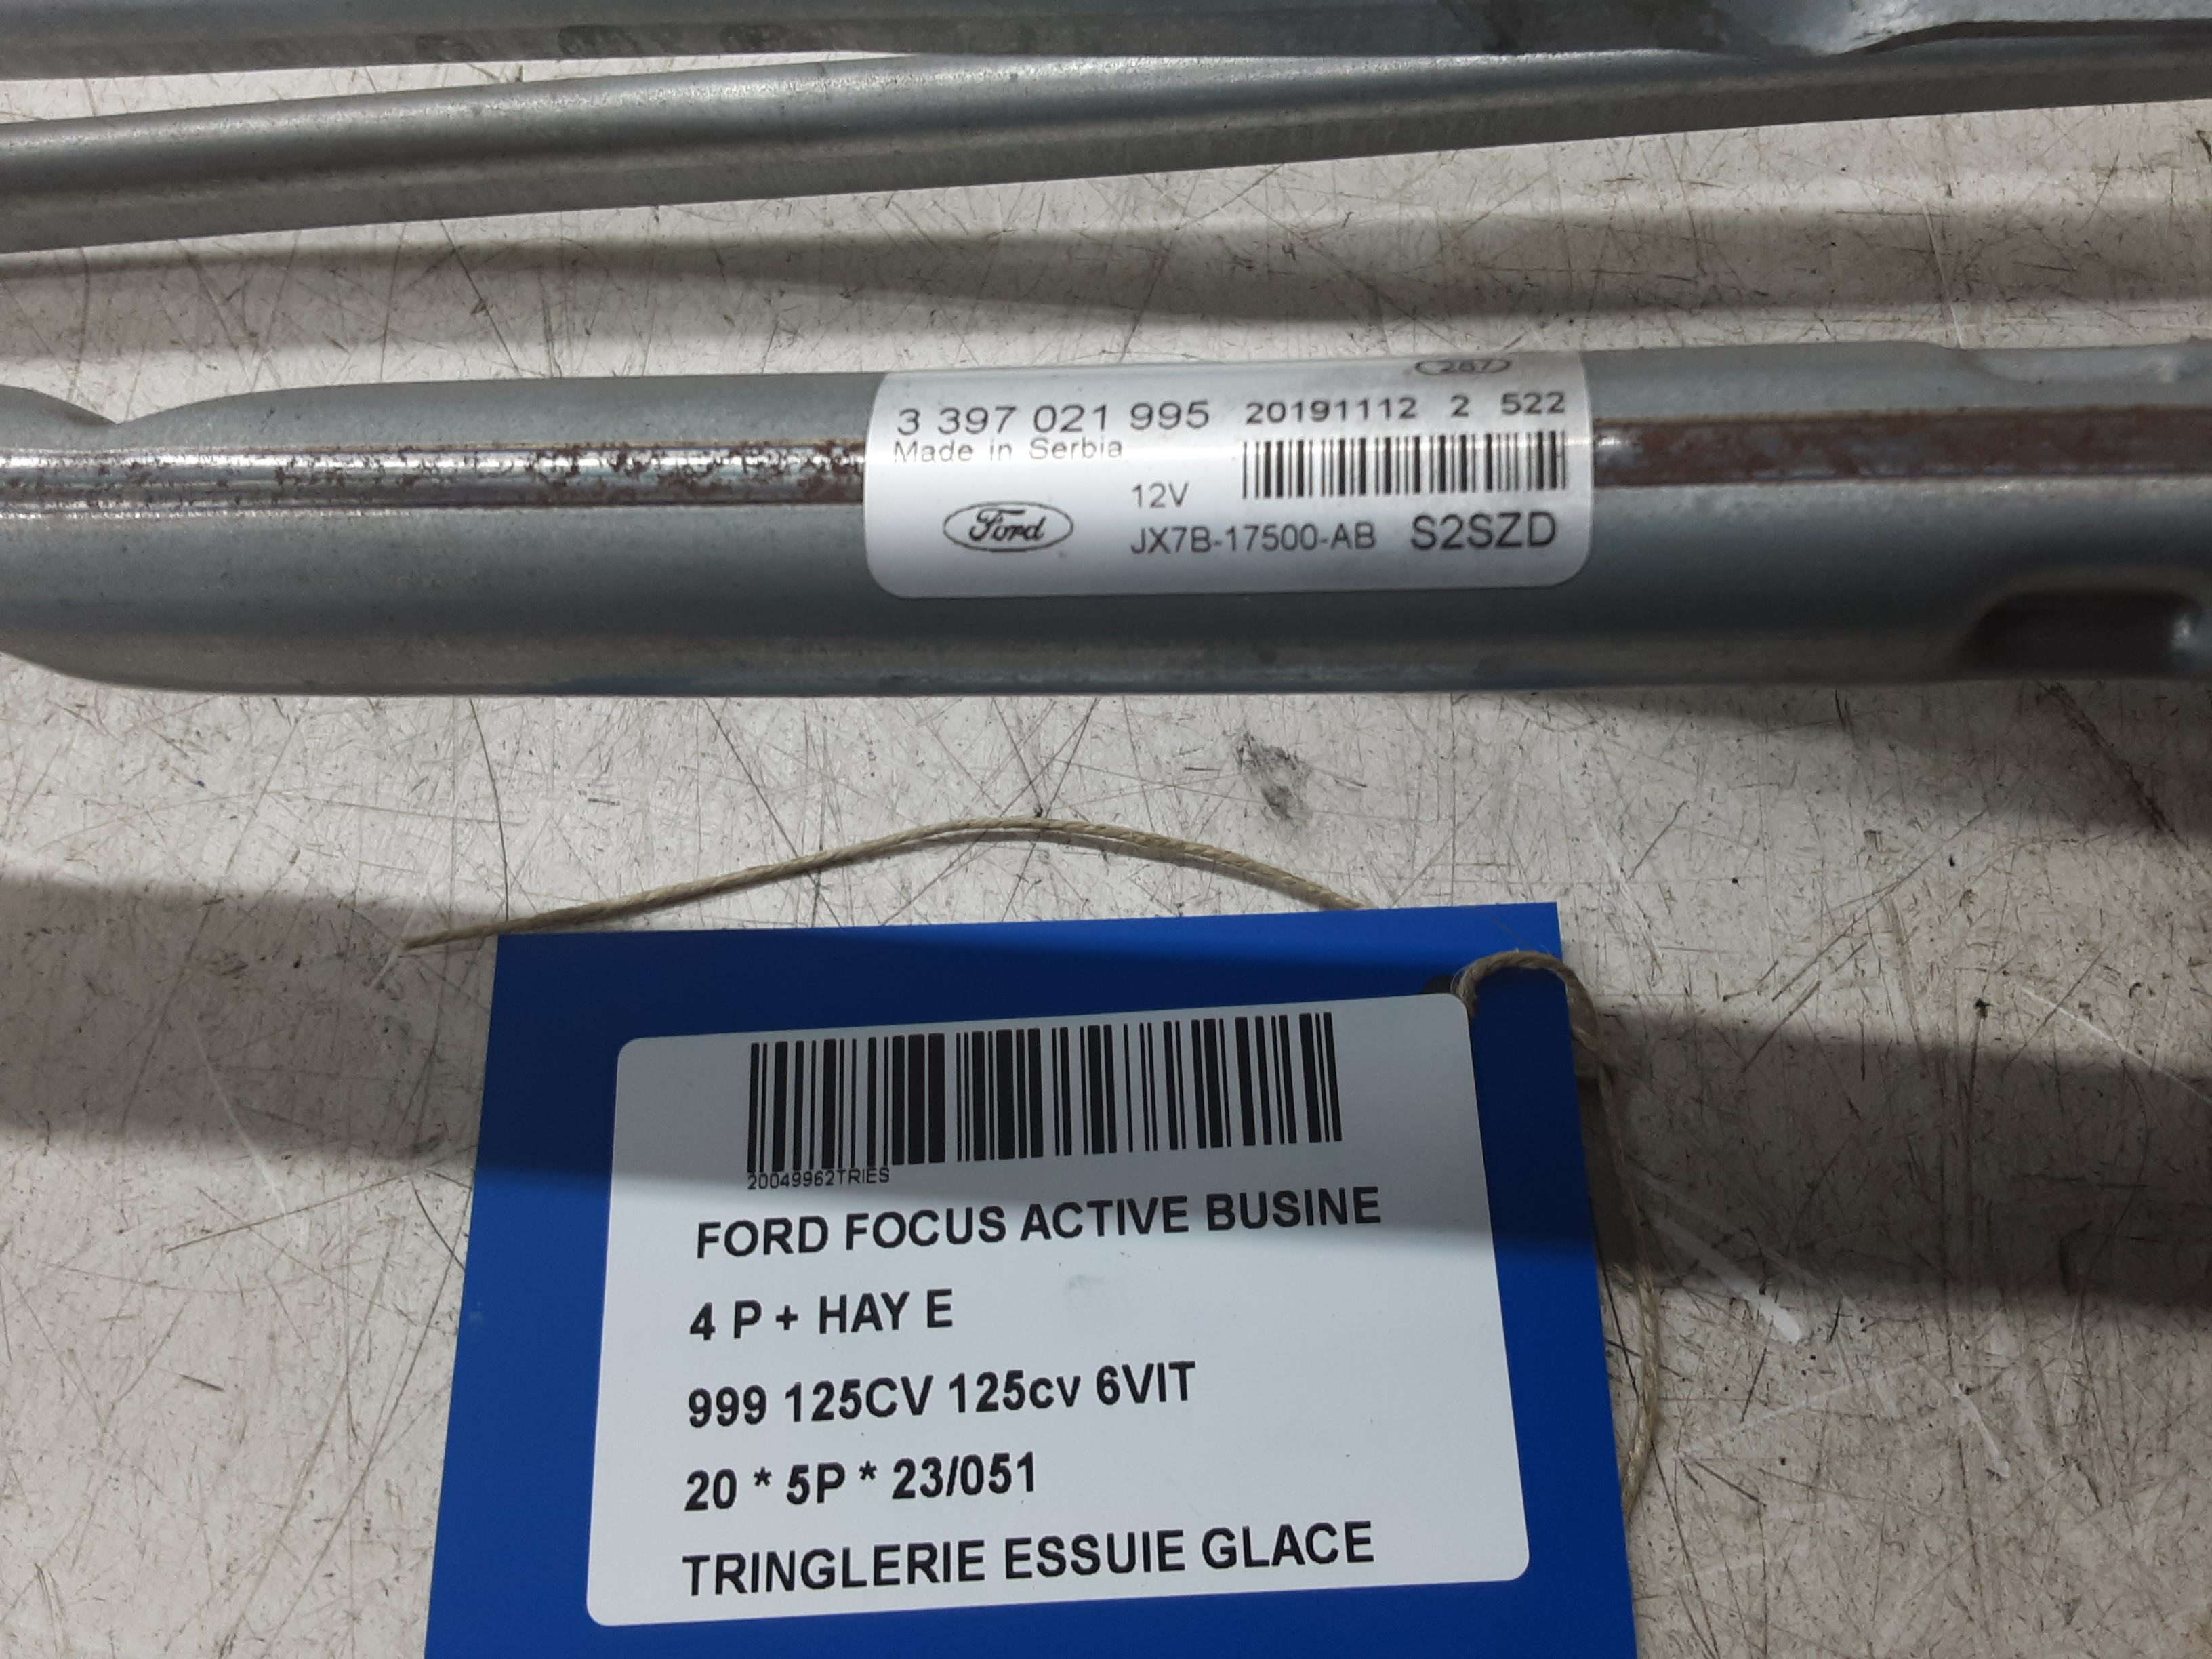 287
3 397 021 995 20191112 2 522
Made in Serbia
12V
Ford JX7B-17500-AB S2SZD
20049962TRIES
FORD FOCUS ACTIVE BUSINE
4 P + HAY E
999 125CV 125cv 6VIT
20 * 5P * 23/051
TRINGLERIE ESSUIE GLACE